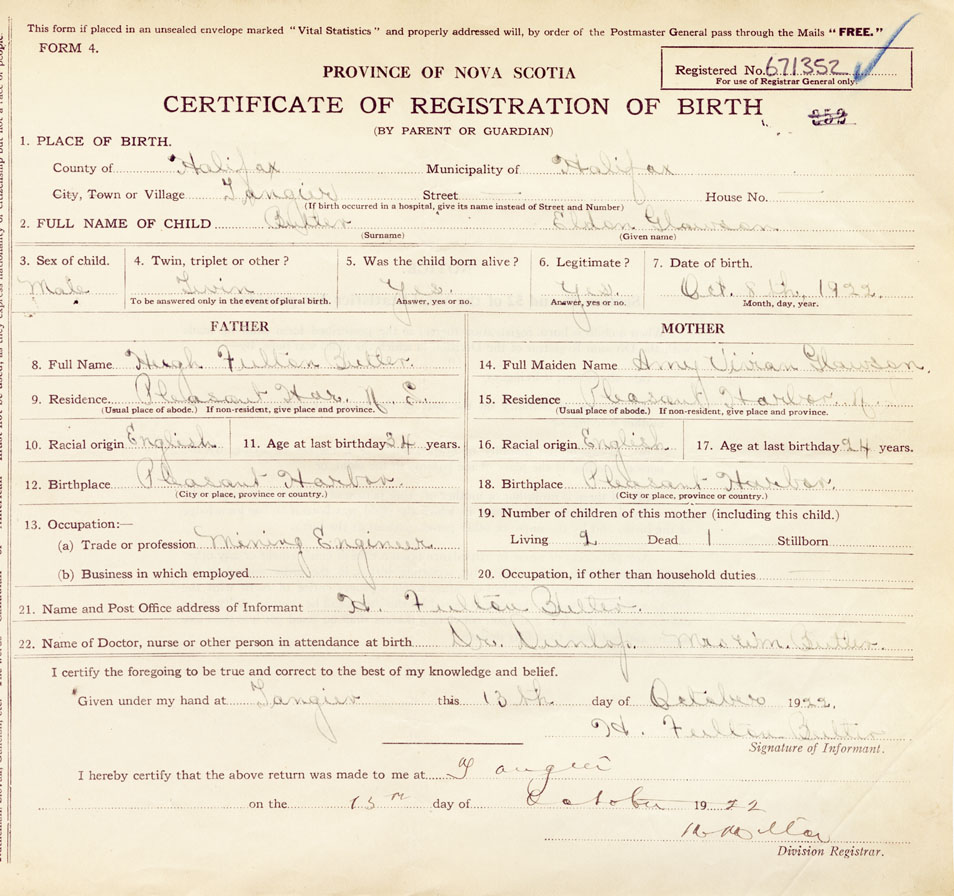 This form if placed in an unsealed envelope marked "Vital Statistics" and properly addressed will, by order of the Postmaster General pass through the Mails "FREE."
FORM 4.
Registered No. 671352
For use of Registrar General only.
PROVINCE OF NOVA SCOTIA
CERTIFICATE OF REGISTRATION OF BIRTH
(BY PARENT OR GUARDIAN)
1. PLACE OF BIRTH.
County of Halifax Municipality of Halifax
City, Town or Village Tangier Street — House No.
(If birth occurred in a hospital, give its name instead of Street and Number)
2. FULL NAME OF CHILD Butler Eldon Glawson
(Surname) (Given name)
3. Sex of child. 4. Twin, triplet or other? 5. Was the child born alive? 6. Legitimate? 7. Date of birth.
Male Twin Yes. Yes. Oct. 8th, 1922.
To be answered only in the event of plural birth. Answer, yes or no. Answer, yes or no. Month, day, year.
FATHER MOTHER
8. Full Name Hugh Fulton Butler. 14. Full Maiden Name Amy Vivian Glawson.
9. Residence Pleasant Har. 15. Residence Pleasant Harbor
(Usual place of abode.) If non-resident, give place and province. (Usual place of abode.) If non-resident, give place and province.
10. Racial origin English 11. Age at last birthday 24 years. 16. Racial origin English 17. Age at last birthday 24 years.
12. Birthplace Pleasant Harbor. 18. Birthplace Pleasant Harbor.
(City or place, province or country.) (City or place, province or country.)
13. Occupation:— 19. Number of children of this mother (including this child.)
(a) Trade or profession Mining Engineer Living 2 Dead 1 Stillborn
(b) Business in which employed 20. Occupation, if other than household duties —
21. Name and Post Office address of Informant H. Fulton Butler.
22. Name of Doctor, nurse or other person in attendance at birth Dr. Dunlop. Butler.
I certify the foregoing to be true and correct to the best of my knowledge and belief.
Given under my hand at Tangier this 13th day of October 1922.
H. Fulton Butler
Signature of Informant.
I hereby certify that the above return was made to me at Tangier
on the 13th day of October 1922
Division Registrar.